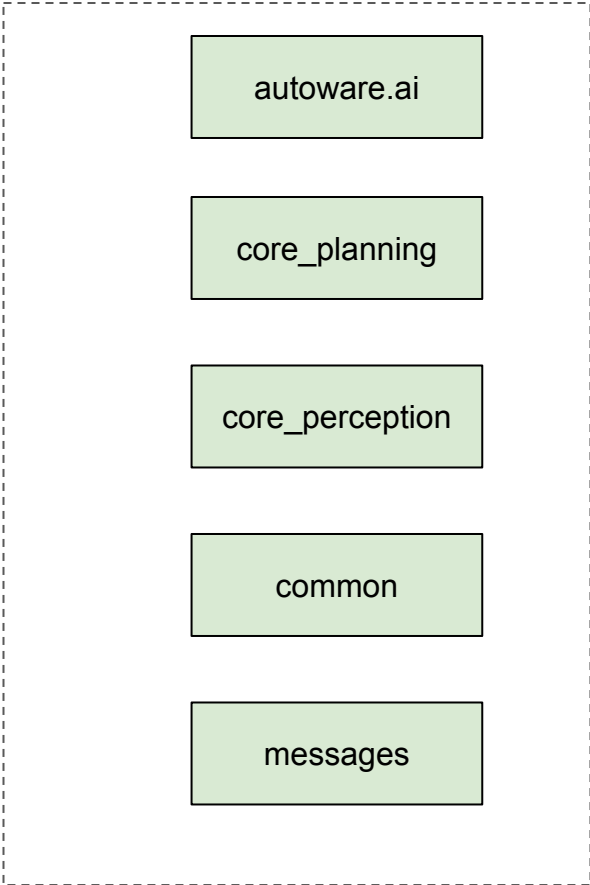 autoware.ai
core_planning
core_perception
common
messages